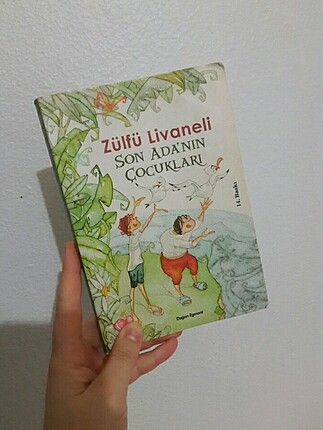 Zülfü Livaneli
SON ADA'NIN
ÇOCUKLARI
14. Baskı
Doğan Egmont